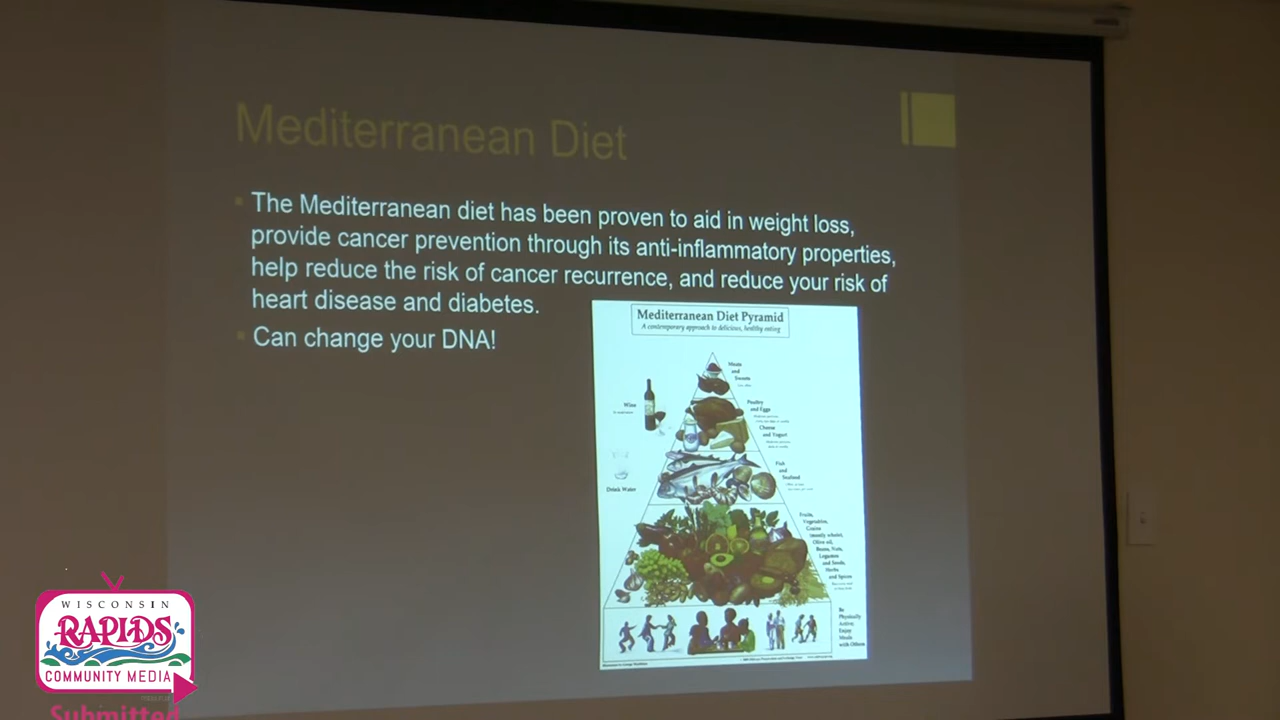 Mediterranean Diet
The Mediterranean diet has been proven to aid in weight loss,
provide cancer prevention through its anti-inflammatory properties,
help reduce the risk of cancer recurrence, and reduce your risk of
heart disease and diabetes.
Can change your DNA!
Mediterranean Diet Pyramid
A contemporary approach to delicious, healthy eating
Meats
and
Sweets
Wine
Poultry
and Eggs
Cheese
and Yogurt
Fish
and
Seafood
Drink Water
Fruits,
Vegetables,
Grains
(mostly whole),
Olive oil,
Beans, Nuts,
Legumes
and Seeds,
Herbs
and Spices
Be
Physically
Active;
Enjoy
Meals
with Others
WISCONSIN
RAPIDS
COMMUNITY MEDIA
Submitted